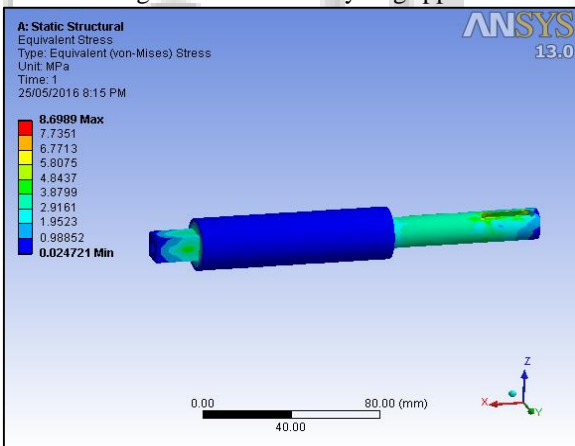 A: Static Structural
Equivalent Stress
Type: Equivalent (von-Mises) Stress
Unit: MPa
Time: 1
25/05/2016 8:15 PM
ANSYS
13.0
8.6989 Max
7.7351
6.7713
5.8075
4.8437
3.8799
2.9161
1.9523
0.98852
0.024721 Min
0.00
80.00 (mm)
40.00
Z
X
Y